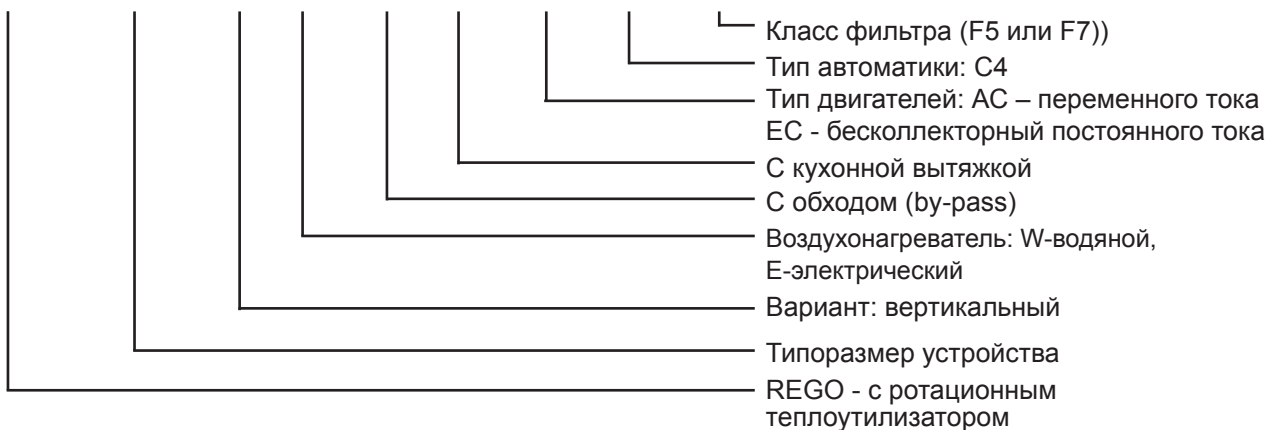 Класс фильтра (F5 или F7))
Тип автоматики: C4
Тип двигателей: AC – переменного тока
EC - бесколлекторный постоянного тока
С кухонной вытяжкой
С обходом (by-pass)
Воздухонагреватель: W-водяной,
E-электрический
Вариант: вертикальный
Типоразмер устройства
REGO - с ротационным
теплоутилизатором